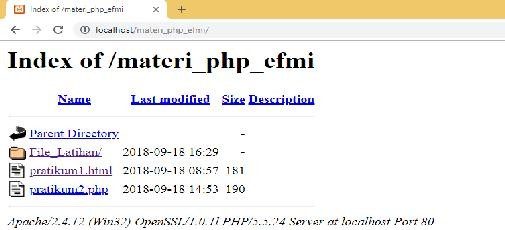 Index of /materi_php_efmi
localhost/materi_php_efmi/
Index of /materi_php_efmi
Name Last modified Size Description
Parent Directory -
File_Latihan/ 2018-09-18 16:29 -
pratikum1.html 2018-09-18 08:57 181
pratikum2.php 2018-09-18 14:53 190
Apache/2.4.12 (Win32) OpenSSL/1.0.1l PHP/5.5.24 Server at localhost Port 80